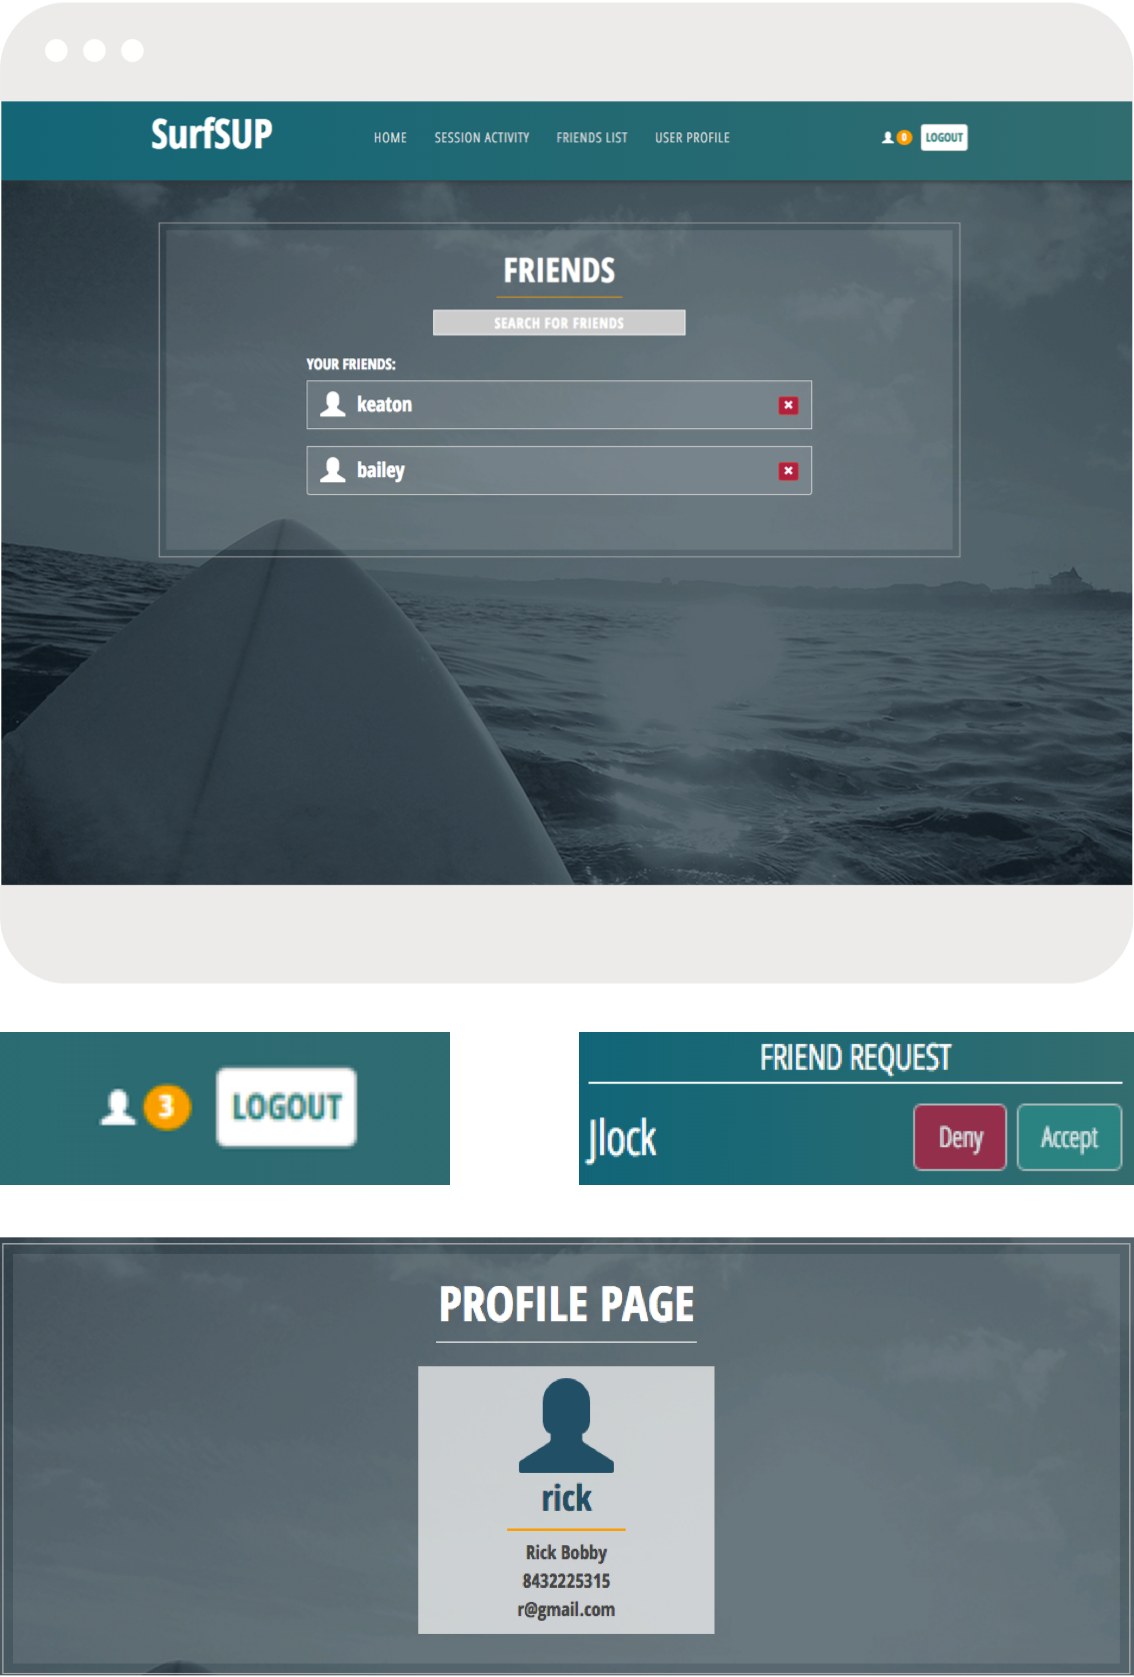 SurfSUP
HOME SESSION ACTIVITY FRIENDS LIST USER PROFILE
0 LOGOUT
FRIENDS
SEARCH FOR FRIENDS
YOUR FRIENDS:
keaton
bailey
3 LOGOUT
FRIEND REQUEST
Jlock Deny Accept
PROFILE PAGE
rick
Rick Bobby
8432225315
r@gmail.com